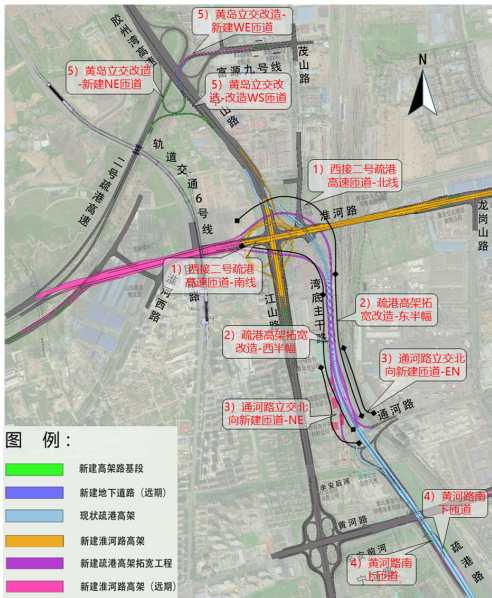 5）黄岛立交改造-
新建WE匝道
胶州湾高
茂山路
N
富源九号线
5）黄岛立交改造
-新建NE匝道
5）黄岛立交改
造-改造WS匝道
山路
轨道交通6号线
二号疏港高速
1）西接二号疏港
高速匝道-北线
淮河路
龙岗山路
1）西接二号疏港
高速匝道-南线
江山路
湾底主干路
2）疏港高架拓
宽改造-东半幅
2）疏港高架拓宽
改造-西半幅
3）通河路立交北
向新建匝道-EN
通河路
3）通河路立交北
向新建匝道-NE
辛安后河
黄河路
辛安前河
4）黄河路南
下匝道
4）黄河路南
上匝道
疏港路
图 例：
新建高架路基段
新建地下道路（远期）
现状疏港高架
新建淮河路高架
新建疏港高架拓宽工程
新建淮河路高架（远期）